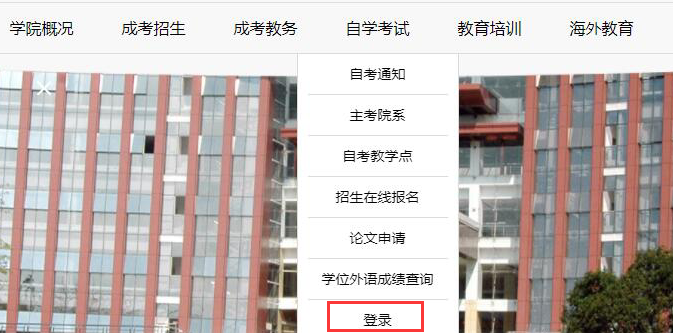 学院概况 成考招生 成考教务 自学考试 教育培训 海外教育
自考通知
主考院系
自考教学点
招生在线报名
论文申请
学位外语成绩查询
登录